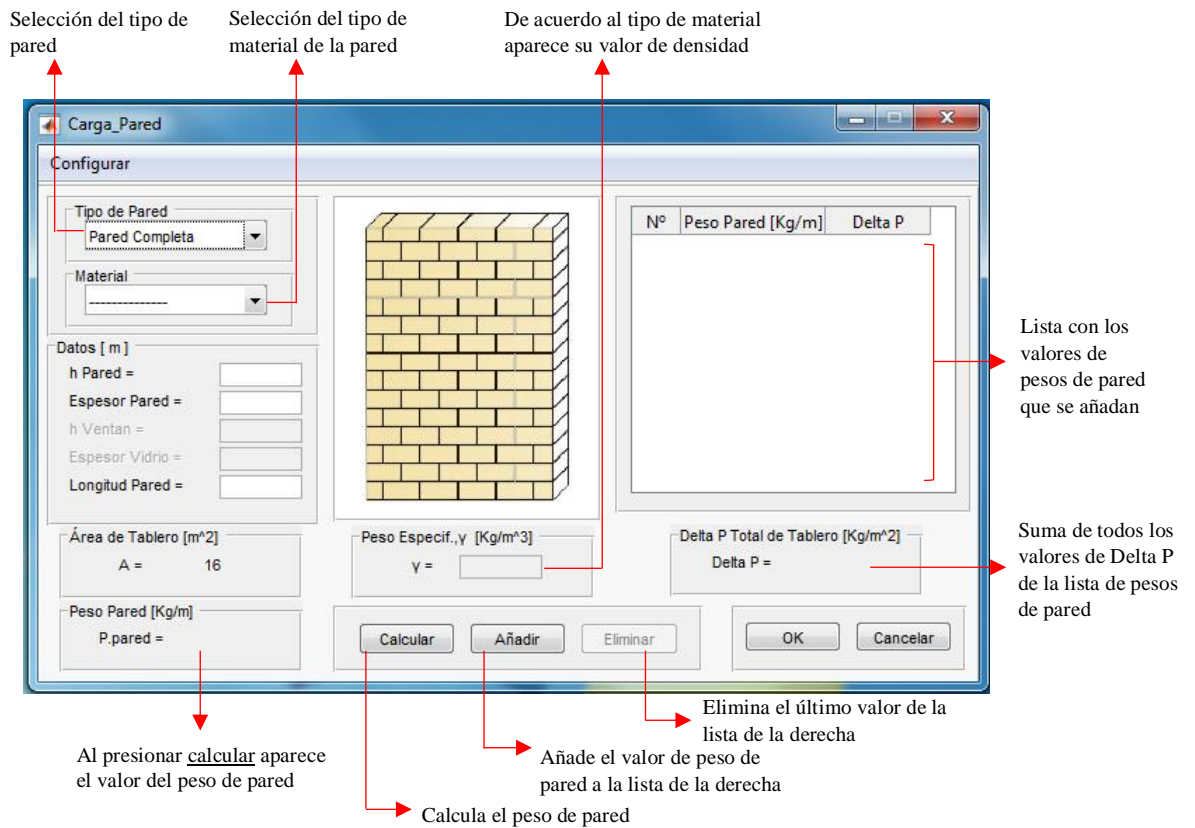 Selección del tipo de
pared
Selección del tipo de
material de la pared
De acuerdo al tipo de material
aparece su valor de densidad
Carga_Pared
Configurar
Tipo de Pared
Pared Completa
Material
--------------
Datos [ m ]
h Pared =
Espesor Pared =
h Ventan =
Espesor Vidrio =
Longitud Pared =
Nº Peso Pared [Kg/m] Delta P
Lista con los
valores de
pesos de pared
que se añadan
Área de Tablero [m^2]
A = 16
Peso Especif.,γ [Kg/m^3]
γ =
Delta P Total de Tablero [Kg/m^2]
Delta P =
Suma de todos los
valores de Delta P
de la lista de pesos
de pared
Peso Pared [Kg/m]
P.pared =
Calcular Añadir Eliminar
OK Cancelar
Elimina el último valor de la
lista de la derecha
Al presionar calcular aparece
el valor del peso de pared
Añade el valor de peso de
pared a la lista de la derecha
Calcula el peso de pared